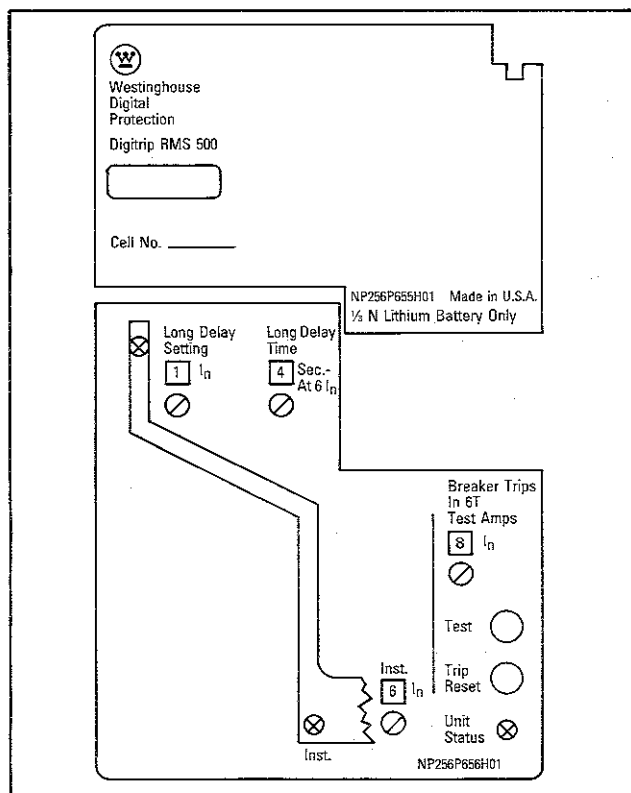 W
Westinghouse
Digital
Protection
Digitrip RMS 500
Cell No.
NP256P655H01 Made in U.S.A.
⅓ N Lithium Battery Only
Long Delay
Setting
1 In
Long Delay
Time
4 Sec.-
At 6 In
Breaker Trips
In 6T
Test Amps
8 In
Test
Trip
Reset
Inst.
6 In
Unit
Status
Inst.
NP256P656H01